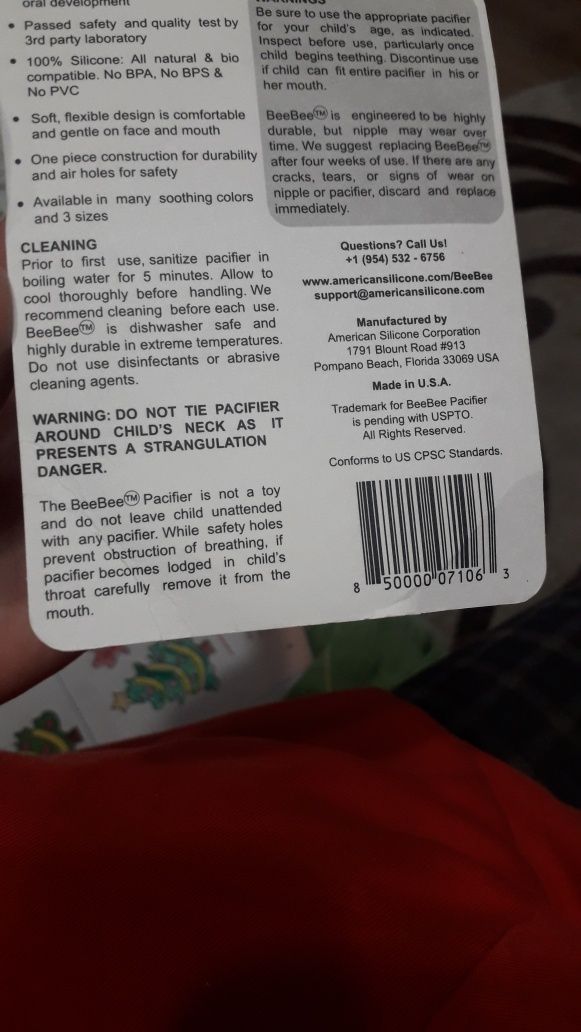 oral development
• Passed safety and quality test by
3rd party laboratory
• 100% Silicone: All natural & bio
compatible. No BPA, No BPS &
No PVC
• Soft, flexible design is comfortable
and gentle on face and mouth
• One piece construction for durability
and air holes for safety
• Available in many soothing colors
and 3 sizes
CLEANING
Prior to first use, sanitize pacifier in
boiling water for 5 minutes. Allow to
cool thoroughly before handling. We
recommend cleaning before each use.
BeeBee™ is dishwasher safe and
highly durable in extreme temperatures.
Do not use disinfectants or abrasive
cleaning agents.
WARNING: DO NOT TIE PACIFIER
AROUND CHILD'S NECK AS IT
PRESENTS A STRANGULATION
DANGER.
The BeeBee™ Pacifier is not a toy
and do not leave child unattended
with any pacifier. While safety holes
prevent obstruction of breathing, if
pacifier becomes lodged in child's
throat carefully remove it from the
mouth.
WARNINGS
Be sure to use the appropriate pacifier
for your child's age, as indicated.
Inspect before use, particularly once
child begins teething. Discontinue use
if child can fit entire pacifier in his or
her mouth.
BeeBee™ is engineered to be highly
durable, but nipple may wear over
time. We suggest replacing BeeBee™
after four weeks of use. If there are any
cracks, tears, or signs of wear on
nipple or pacifier, discard and replace
immediately.
Questions? Call Us!
+1 (954) 532 - 6756
www.americansilicone.com/BeeBee
support@americansilicone.com
Manufactured by
American Silicone Corporation
1791 Blount Road #913
Pompano Beach, Florida 33069 USA
Made in U.S.A.
Trademark for BeeBee Pacifier
is pending with USPTO.
All Rights Reserved.
Conforms to US CPSC Standards.
8 50000 07106 3